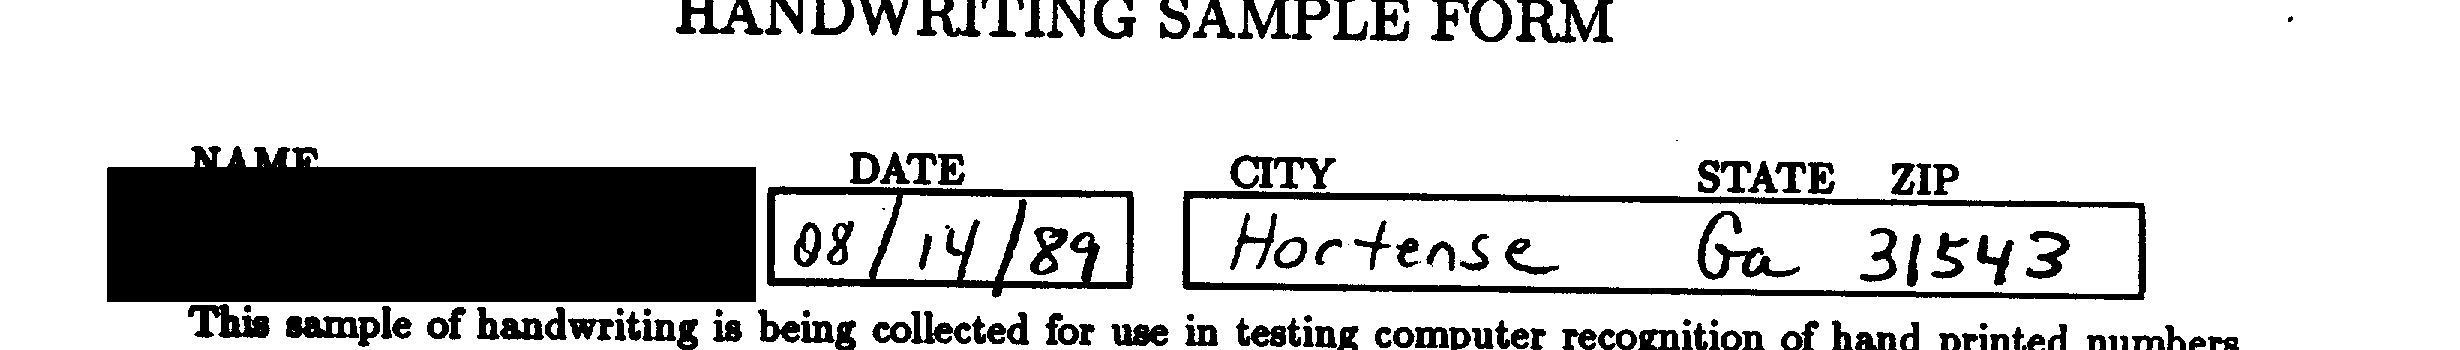 HANDWRITING SAMPLE FORM
NAME DATE CITY STATE ZIP
08/14/89 Hortense Ga 31543
This sample of handwriting is being collected for use in testing computer recognition of hand printed numbers